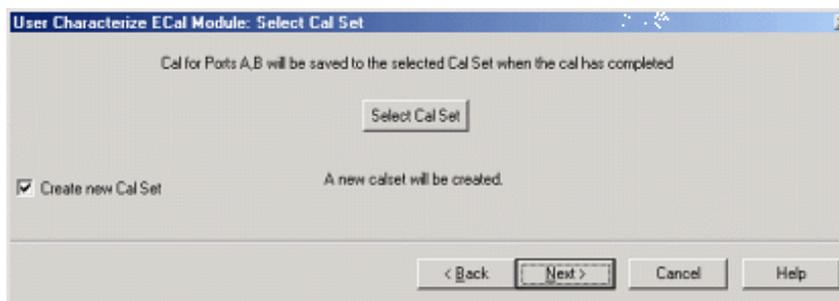 User Characterize ECal Module: Select Cal Set
Cal for Ports A,B will be saved to the selected Cal Set when the cal has completed
Select Cal Set
Create new Cal Set
A new calset will be created.
< Back
Next >
Cancel
Help